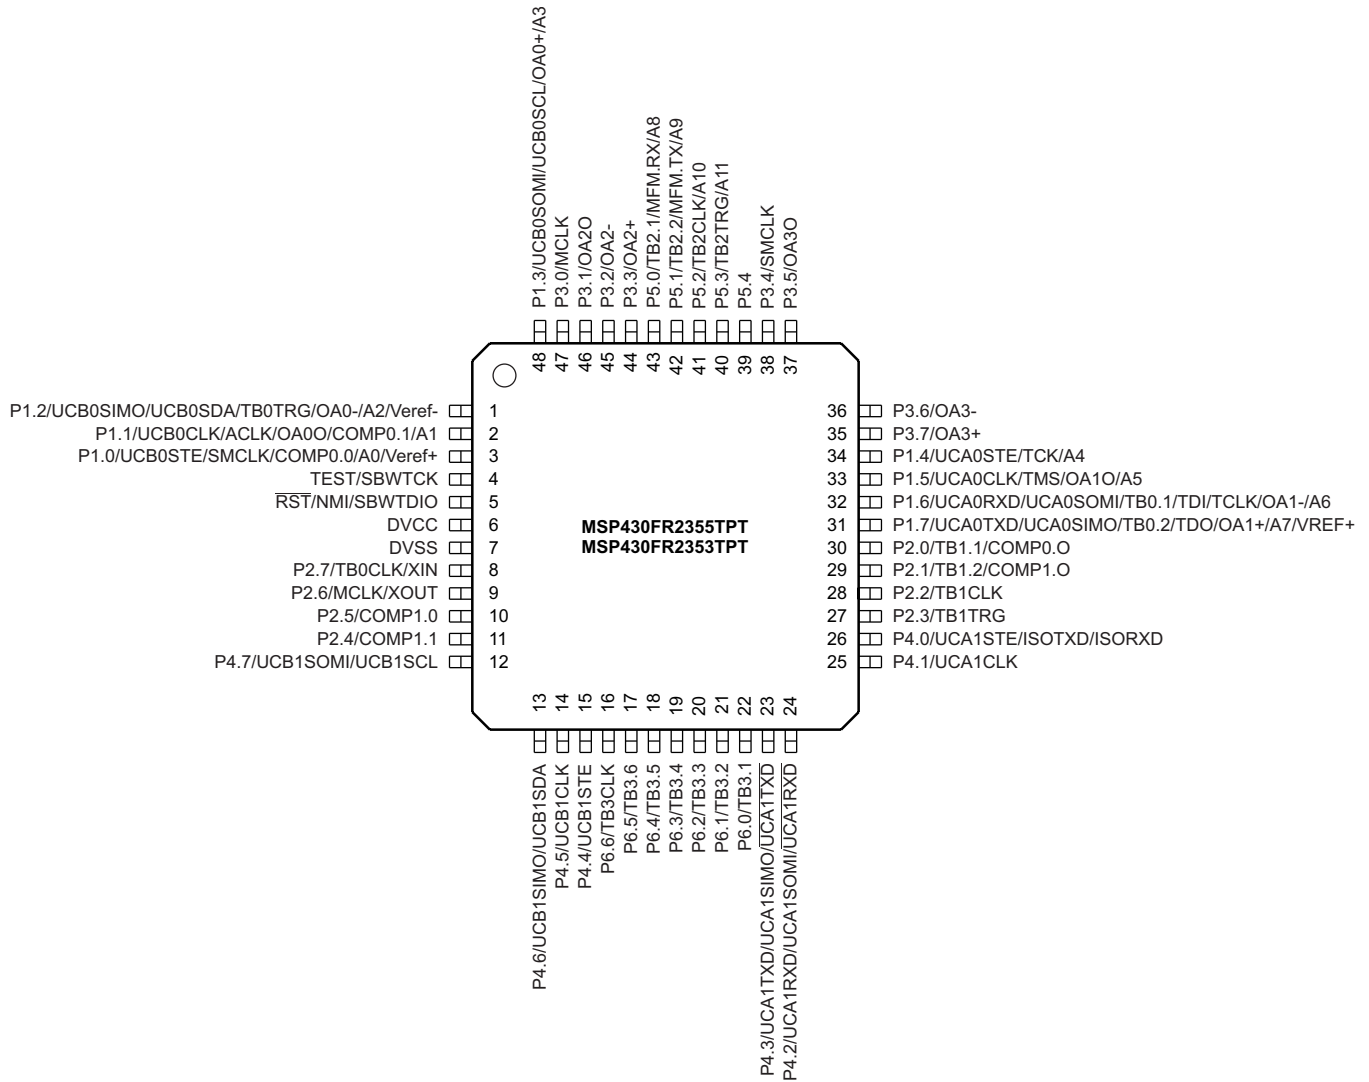 P1.3/UCB0SOMI/UCB0SCL/OA0+/A3
P3.0/MCLK
P3.1/OA2O
P3.2/OA2-
P3.3/OA2+
P5.0/TB2.1/MFM.RX/A8
P5.1/TB2.2/MFM.TX/A9
P5.2/TB2CLK/A10
P5.3/TB2TRG/A11
P5.4
P3.4/SMCLK
P3.5/OA3O
48
47
46
45
44
43
42
41
40
39
38
37
P1.2/UCB0SIMO/UCB0SDA/TB0TRG/OA0-/A2/Veref- 1
P1.1/UCB0CLK/ACLK/OA0O/COMP0.1/A1 2
P1.0/UCB0STE/SMCLK/COMP0.0/A0/Veref+ 3
TEST/SBWTCK 4
RST/NMI/SBWTDIO 5
DVCC 6
DVSS 7
P2.7/TB0CLK/XIN 8
P2.6/MCLK/XOUT 9
P2.5/COMP1.0 10
P2.4/COMP1.1 11
P4.7/UCB1SOMI/UCB1SCL 12
MSP430FR2355TPT
MSP430FR2353TPT
36 P3.6/OA3-
35 P3.7/OA3+
34 P1.4/UCA0STE/TCK/A4
33 P1.5/UCA0CLK/TMS/OA1O/A5
32 P1.6/UCA0RXD/UCA0SOMI/TB0.1/TDI/TCLK/OA1-/A6
31 P1.7/UCA0TXD/UCA0SIMO/TB0.2/TDO/OA1+/A7/VREF+
30 P2.0/TB1.1/COMP0.O
29 P2.1/TB1.2/COMP1.O
28 P2.2/TB1CLK
27 P2.3/TB1TRG
26 P4.0/UCA1STE/ISOTXD/ISORXD
25 P4.1/UCA1CLK
13
14
15
16
17
18
19
20
21
22
23
24
P4.6/UCB1SIMO/UCB1SDA
P4.5/UCB1CLK
P4.4/UCB1STE
P6.6/TB3CLK
P6.5/TB3.6
P6.4/TB3.5
P6.3/TB3.4
P6.2/TB3.3
P6.1/TB3.2
P6.0/TB3.1
P4.3/UCA1TXD/UCA1SIMO/UCA1TXD
P4.2/UCA1RXD/UCA1SOMI/UCA1RXD